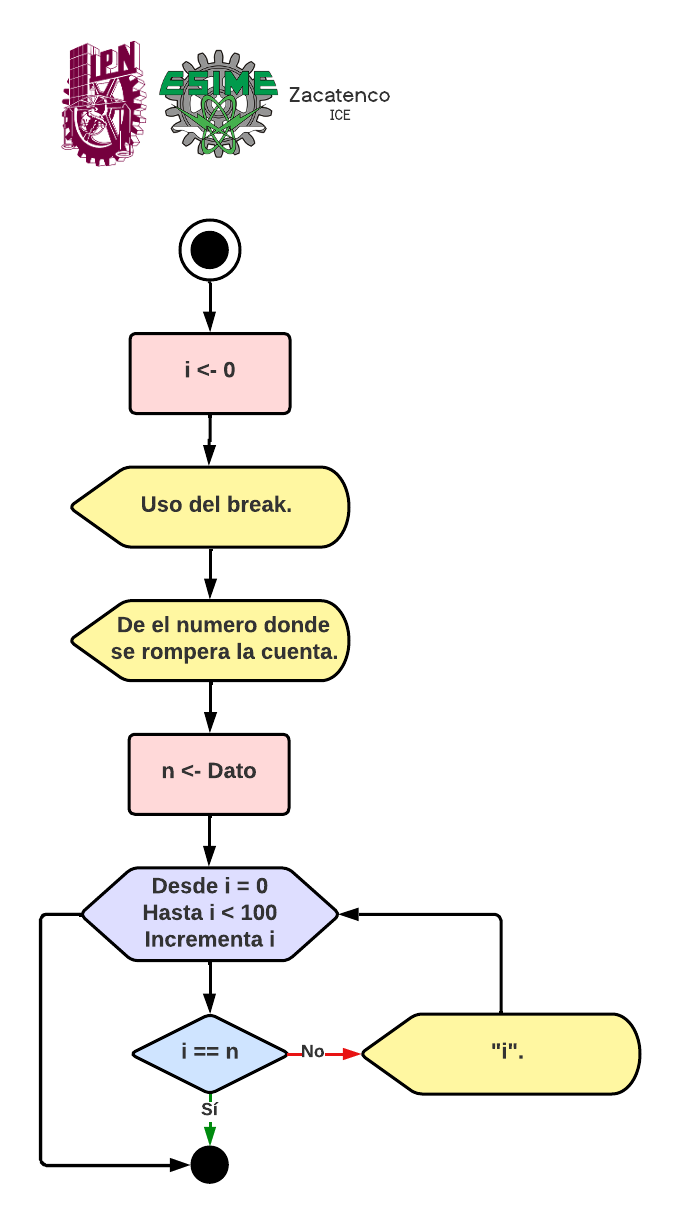 IPN
ESIME
Zacatenco
ICE
i <- 0
Uso del break.
De el numero donde
se rompera la cuenta.
n <- Dato
Desde i = 0
Hasta i < 100
Incrementa i
i == n
No
"i".
Sí